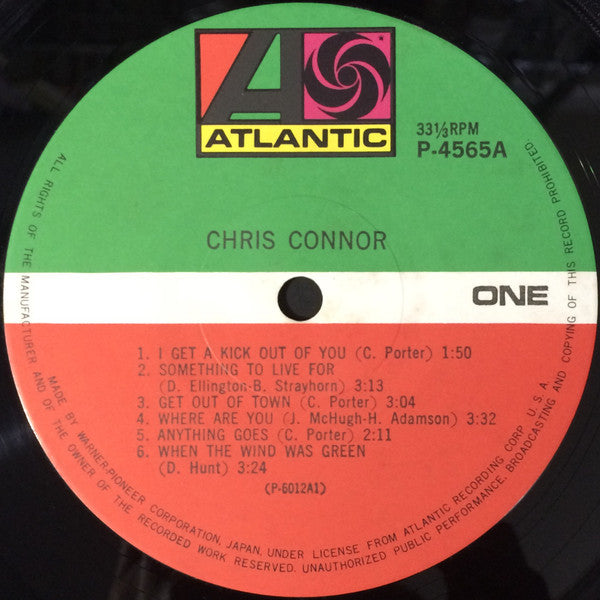 ATLANTIC
33⅓RPM
P-4565A
CHRIS CONNOR
ONE
1. I GET A KICK OUT OF YOU (C. Porter) 1:50
2. SOMETHING TO LIVE FOR
(D. Ellington-B. Strayhorn) 3:13
3. GET OUT OF TOWN (C. Porter) 3:04
4. WHERE ARE YOU (J. McHugh-H. Adamson) 3:32
5. ANYTHING GOES (C. Porter) 2:11
6. WHEN THE WIND WAS GREEN
(D. Hunt) 3:24
(P-6012A1)
ALL RIGHTS OF THE MANUFACTURER AND OF THE OWNER OF THE RECORDED WORK RESERVED. UNAUTHORIZED PUBLIC PERFORMANCE, BROADCASTING AND COPYING OF THIS RECORD PROHIBITED.
MADE BY WARNER-PIONEER CORPORATION, JAPAN, UNDER LICENSE FROM ATLANTIC RECORDING CORP. U. S. A.